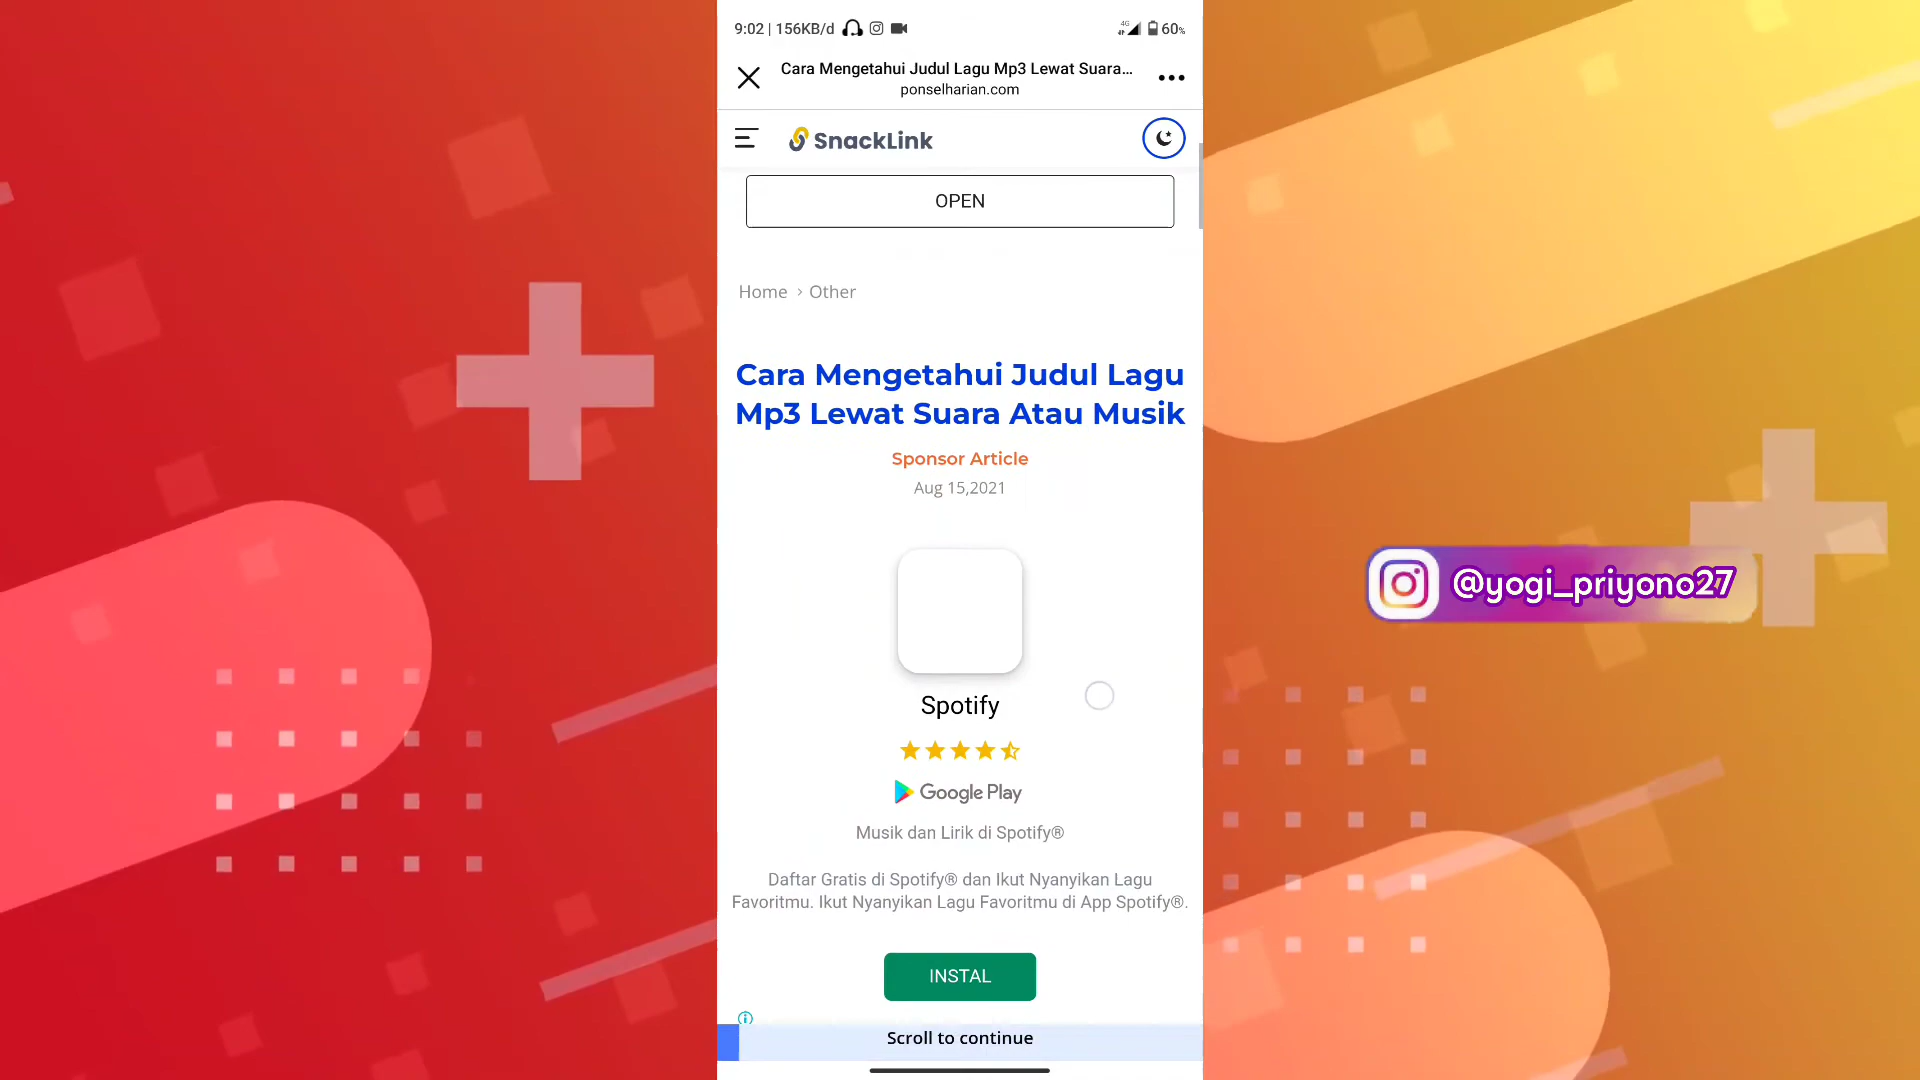 9:02 | 156KB/d
4G
60%
Cara Mengetahui Judul Lagu Mp3 Lewat Suara...
ponselharian.com
SnackLink
OPEN
Home › Other
Cara Mengetahui Judul Lagu
Mp3 Lewat Suara Atau Musik
Sponsor Article
Aug 15,2021
Spotify
Google Play
Musik dan Lirik di Spotify®
Daftar Gratis di Spotify® dan Ikut Nyanyikan Lagu
Favoritmu. Ikut Nyanyikan Lagu Favoritmu di App Spotify®.
INSTAL
Scroll to continue
@yogi_priyono27